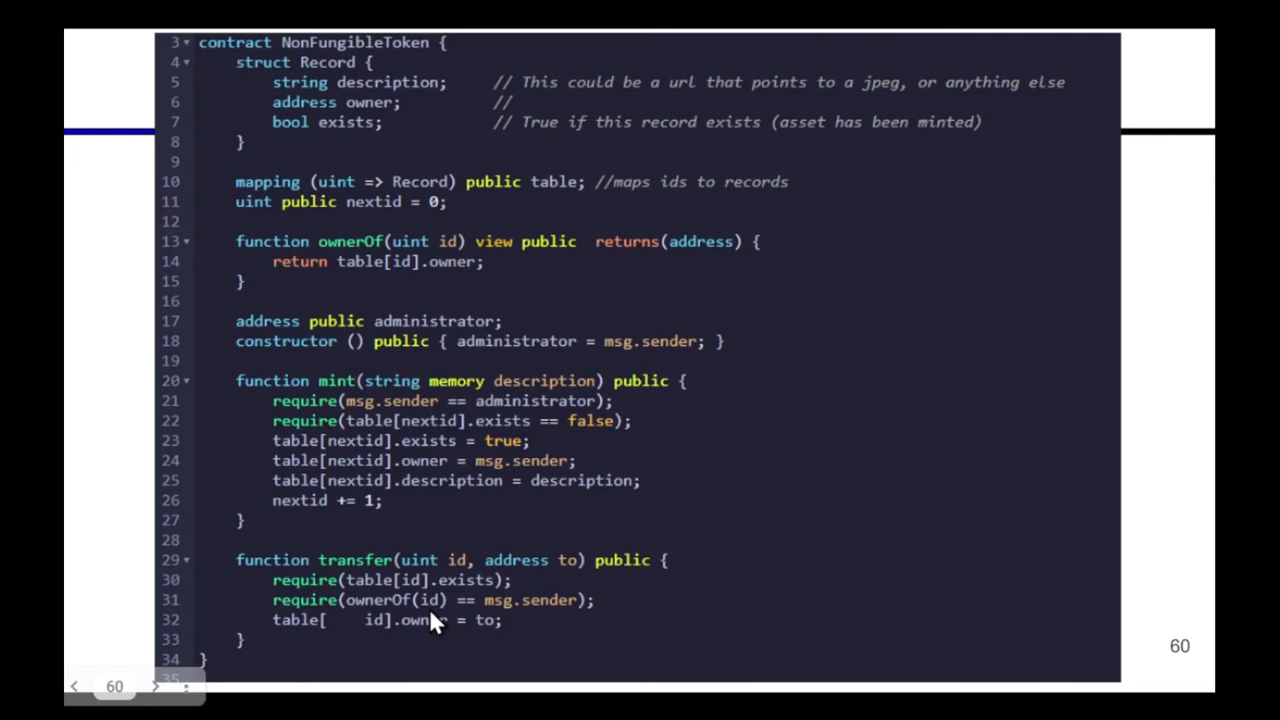 3 contract NonFungibleToken {
4 struct Record {
5 string description; // This could be a url that points to a jpeg, or anything else
6 address owner; //
7 bool exists; // True if this record exists (asset has been minted)
8 }
9
10 mapping (uint => Record) public table; //maps ids to records
11 uint public nextid = 0;
12
13 function ownerOf(uint id) view public returns(address) {
14 return table[id].owner;
15 }
16
17 address public administrator;
18 constructor () public { administrator = msg.sender; }
19
20 function mint(string memory description) public {
21 require(msg.sender == administrator);
22 require(table[nextid].exists == false);
23 table[nextid].exists = true;
24 table[nextid].owner = msg.sender;
25 table[nextid].description = description;
26 nextid += 1;
27 }
28
29 function transfer(uint id, address to) public {
30 require(table[id].exists);
31 require(ownerOf(id) == msg.sender);
32 table[ id].owner = to;
33 }
34 }
35
60
60